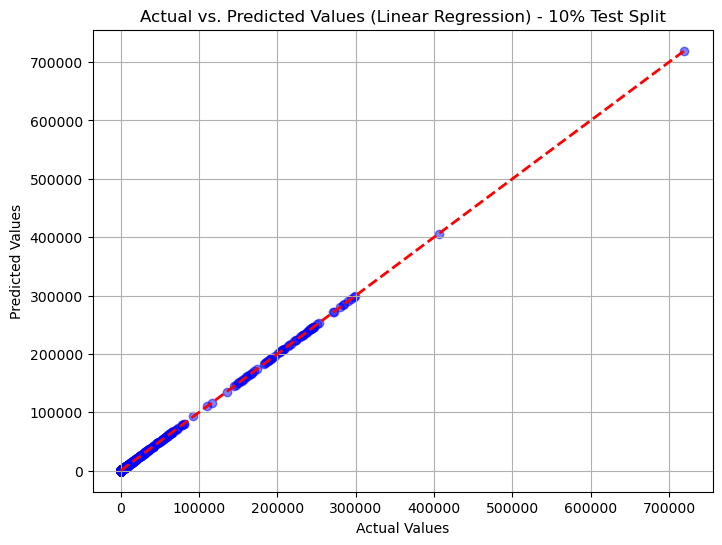 Actual vs. Predicted Values (Linear Regression) - 10% Test Split
Predicted Values
700000
600000
500000
400000
300000
200000
100000
0
0 100000 200000 300000 400000 500000 600000 700000
Actual Values